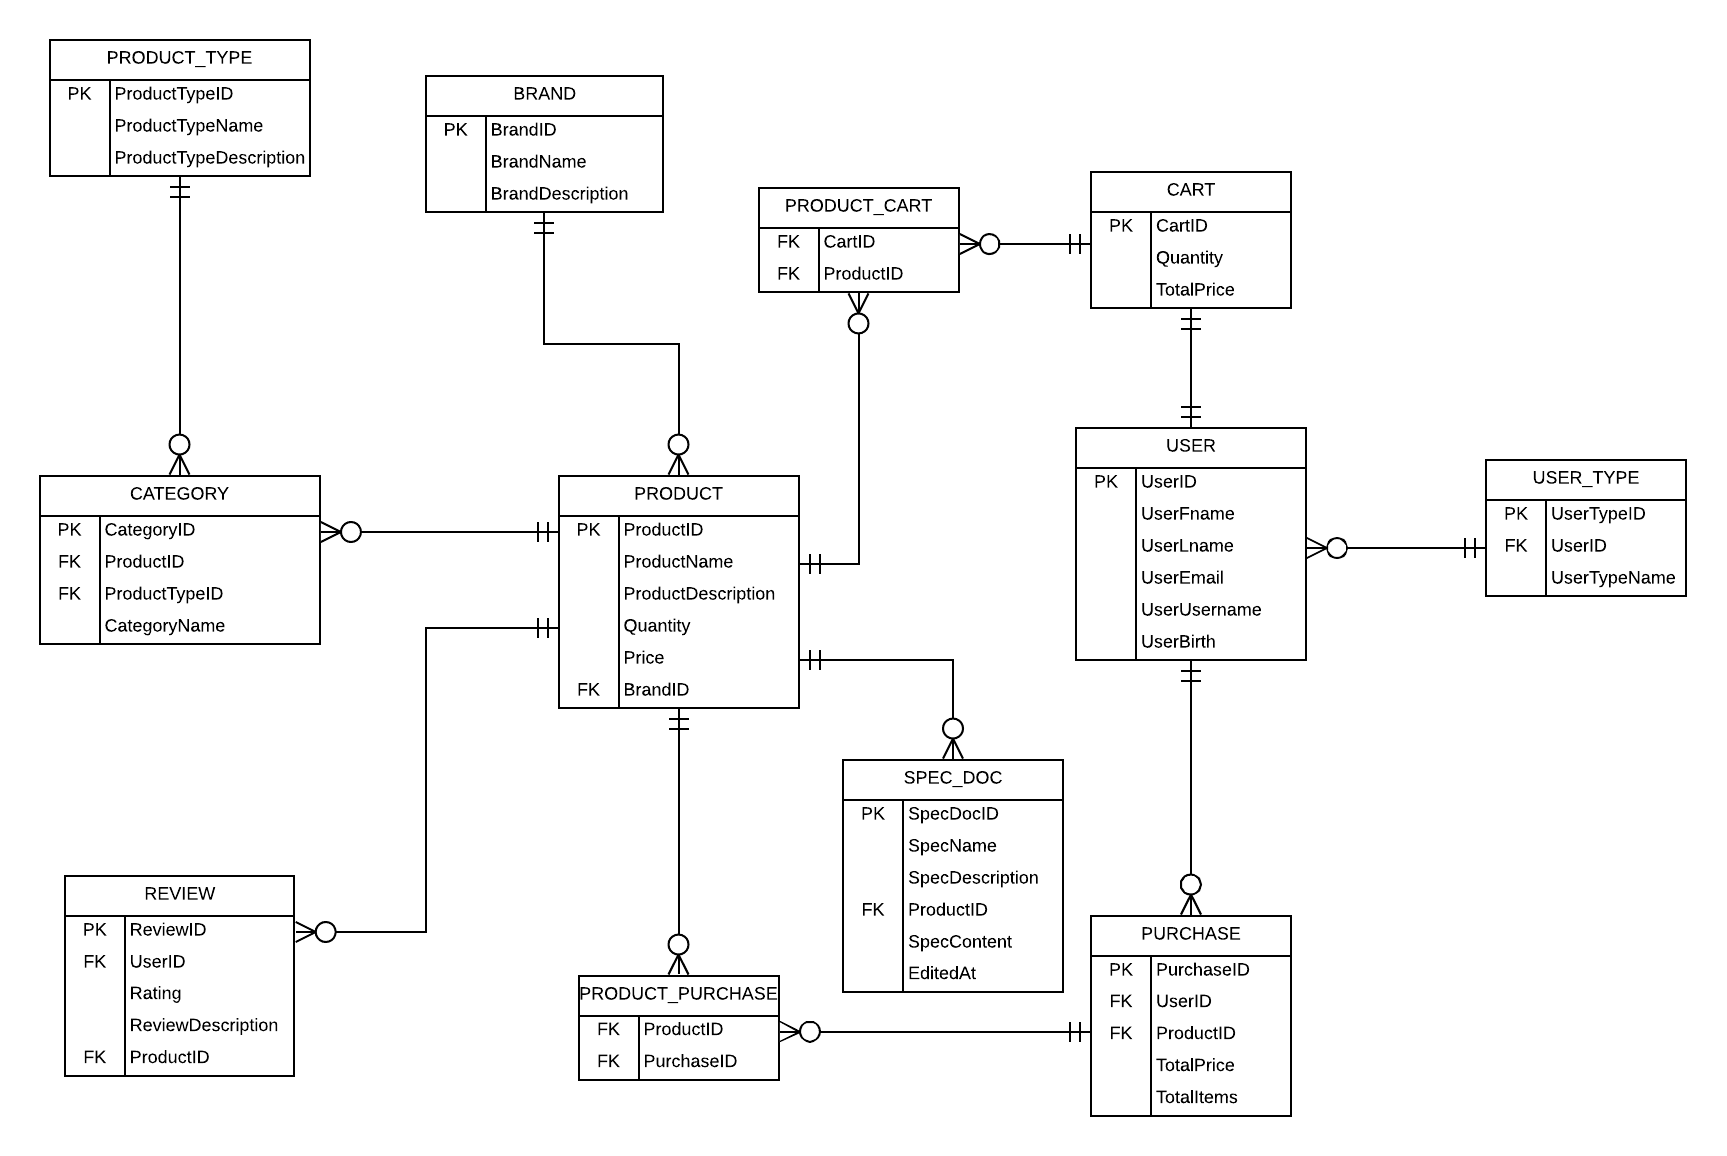 PRODUCT_TYPE
PK ProductTypeID
ProductTypeName
ProductTypeDescription
BRAND
PK BrandID
BrandName
BrandDescription
PRODUCT_CART
FK CartID
FK ProductID
CART
PK CartID
Quantity
TotalPrice
CATEGORY
PK CategoryID
FK ProductID
FK ProductTypeID
CategoryName
PRODUCT
PK ProductID
ProductName
ProductDescription
Quantity
Price
FK BrandID
USER
PK UserID
UserFname
UserLname
UserEmail
UserUsername
UserBirth
USER_TYPE
PK UserTypeID
FK UserID
UserTypeName
SPEC_DOC
PK SpecDocID
SpecName
SpecDescription
FK ProductID
SpecContent
EditedAt
REVIEW
PK ReviewID
FK UserID
Rating
ReviewDescription
FK ProductID
PRODUCT_PURCHASE
FK ProductID
FK PurchaseID
PURCHASE
PK PurchaseID
FK UserID
FK ProductID
TotalPrice
TotalItems